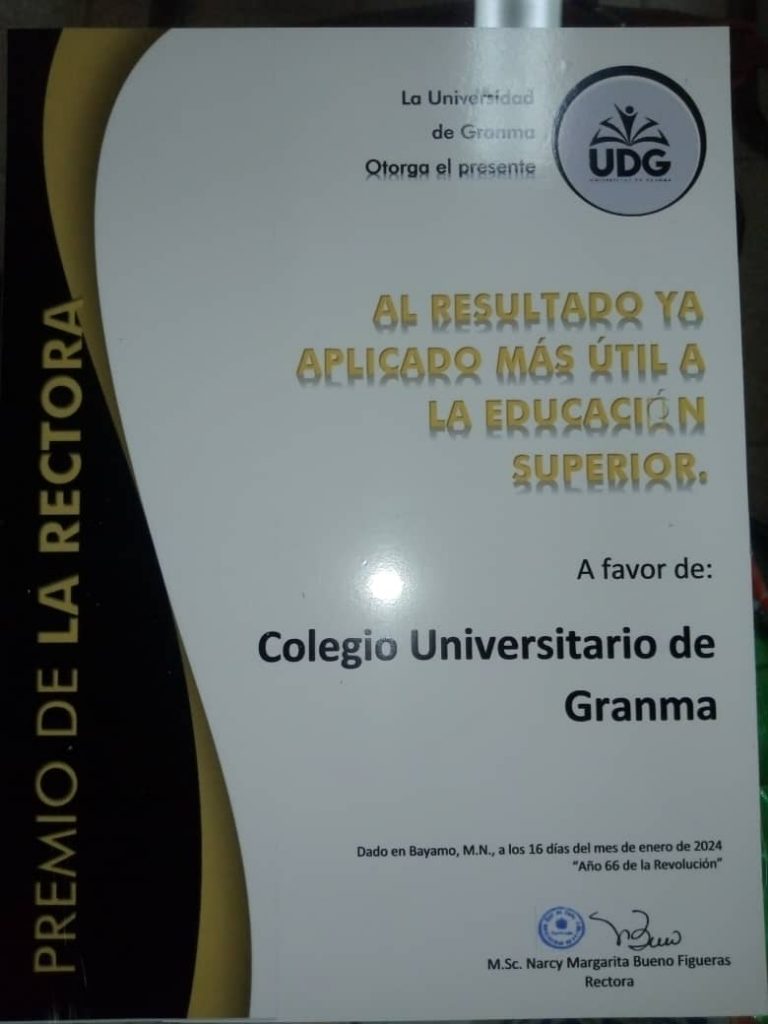 La Universidad
de Granma
Otorga el presente
UDG
PREMIO DE LA RECTORA
AL RESULTADO YA
APLICADO MÁS ÚTIL A
LA EDUCACIÓN
SUPERIOR.
A favor de:
Colegio Universitario de
Granma
Dado en Bayamo, M.N., a los 16 días del mes de enero de 2024
“Año 66 de la Revolución”
M.Sc. Narcy Margarita Bueno Figueras
Rectora